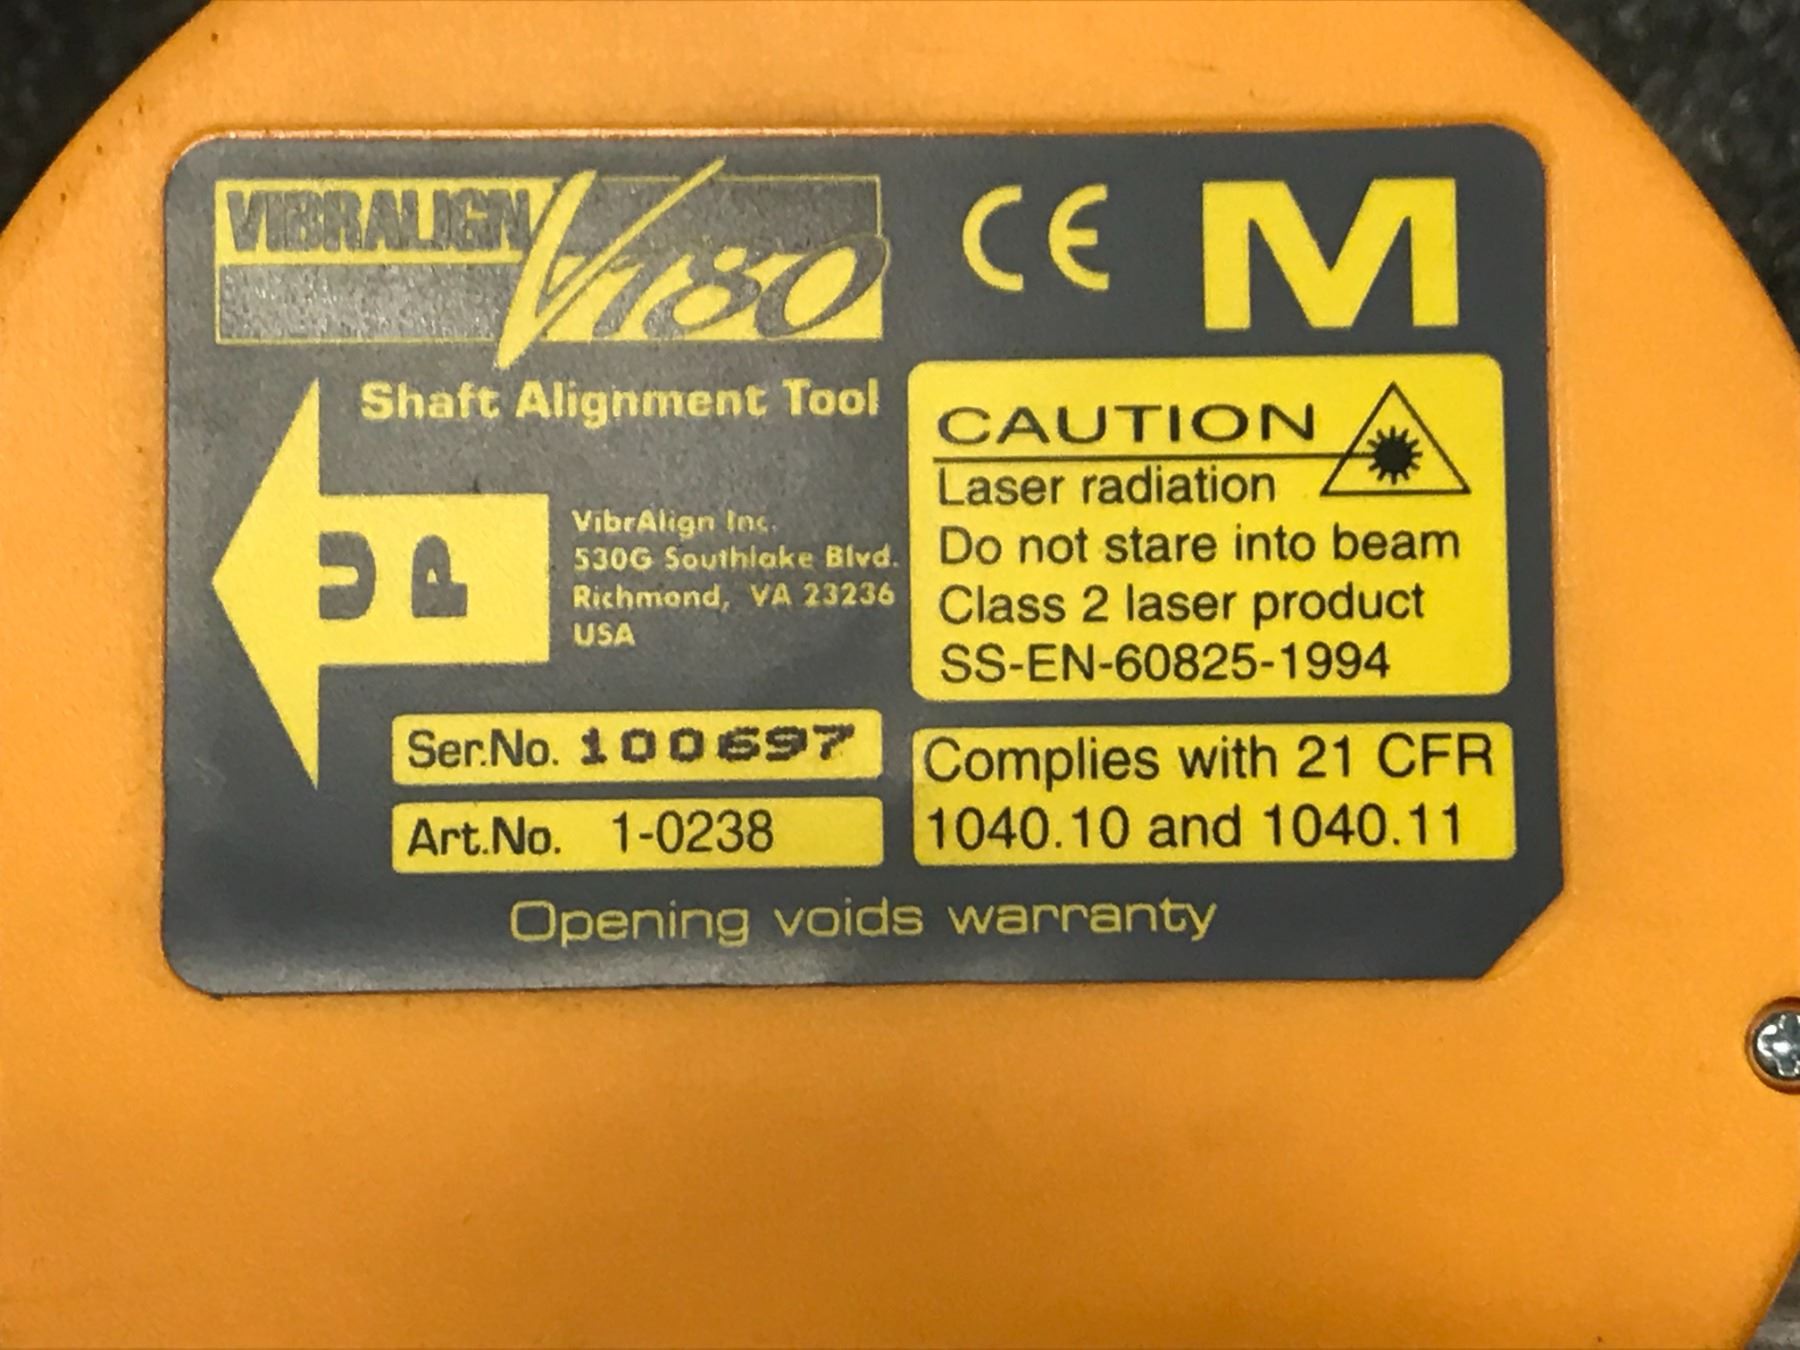 VIBRALIGN
V180
Shaft Alignment Tool
UP
VibrAlign Inc.
530G Southlake Blvd.
Richmond, VA 23236
USA
Ser.No. 100697
Art.No. 1-0238
CE M
CAUTION
Laser radiation
Do not stare into beam
Class 2 laser product
SS-EN-60825-1994
Complies with 21 CFR
1040.10 and 1040.11
Opening voids warranty